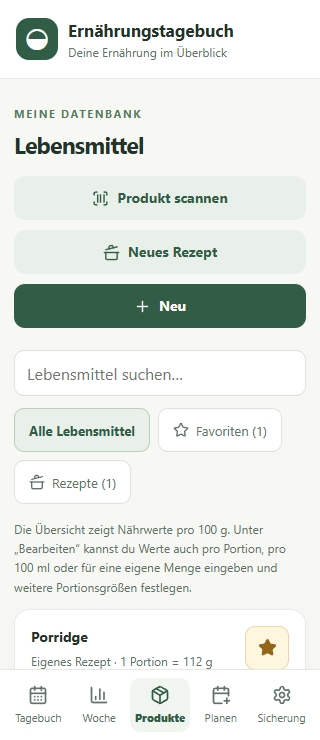 Ernährungstagebuch
Deine Ernährung im Überblick
MEINE DATENBANK
Lebensmittel
Produkt scannen
Neues Rezept
Neu
Lebensmittel suchen...
Alle Lebensmittel
Favoriten (1)
Rezepte (1)
Die Übersicht zeigt Nährwerte pro 100 g. Unter
„Bearbeiten“ kannst du Werte auch pro Portion, pro
100 ml oder für eine eigene Menge eingeben und
weitere Portionsgrößen festlegen.
Porridge
Eigenes Rezept · 1 Portion = 112 g
Tagebuch
Woche
Produkte
Planen
Sicherung